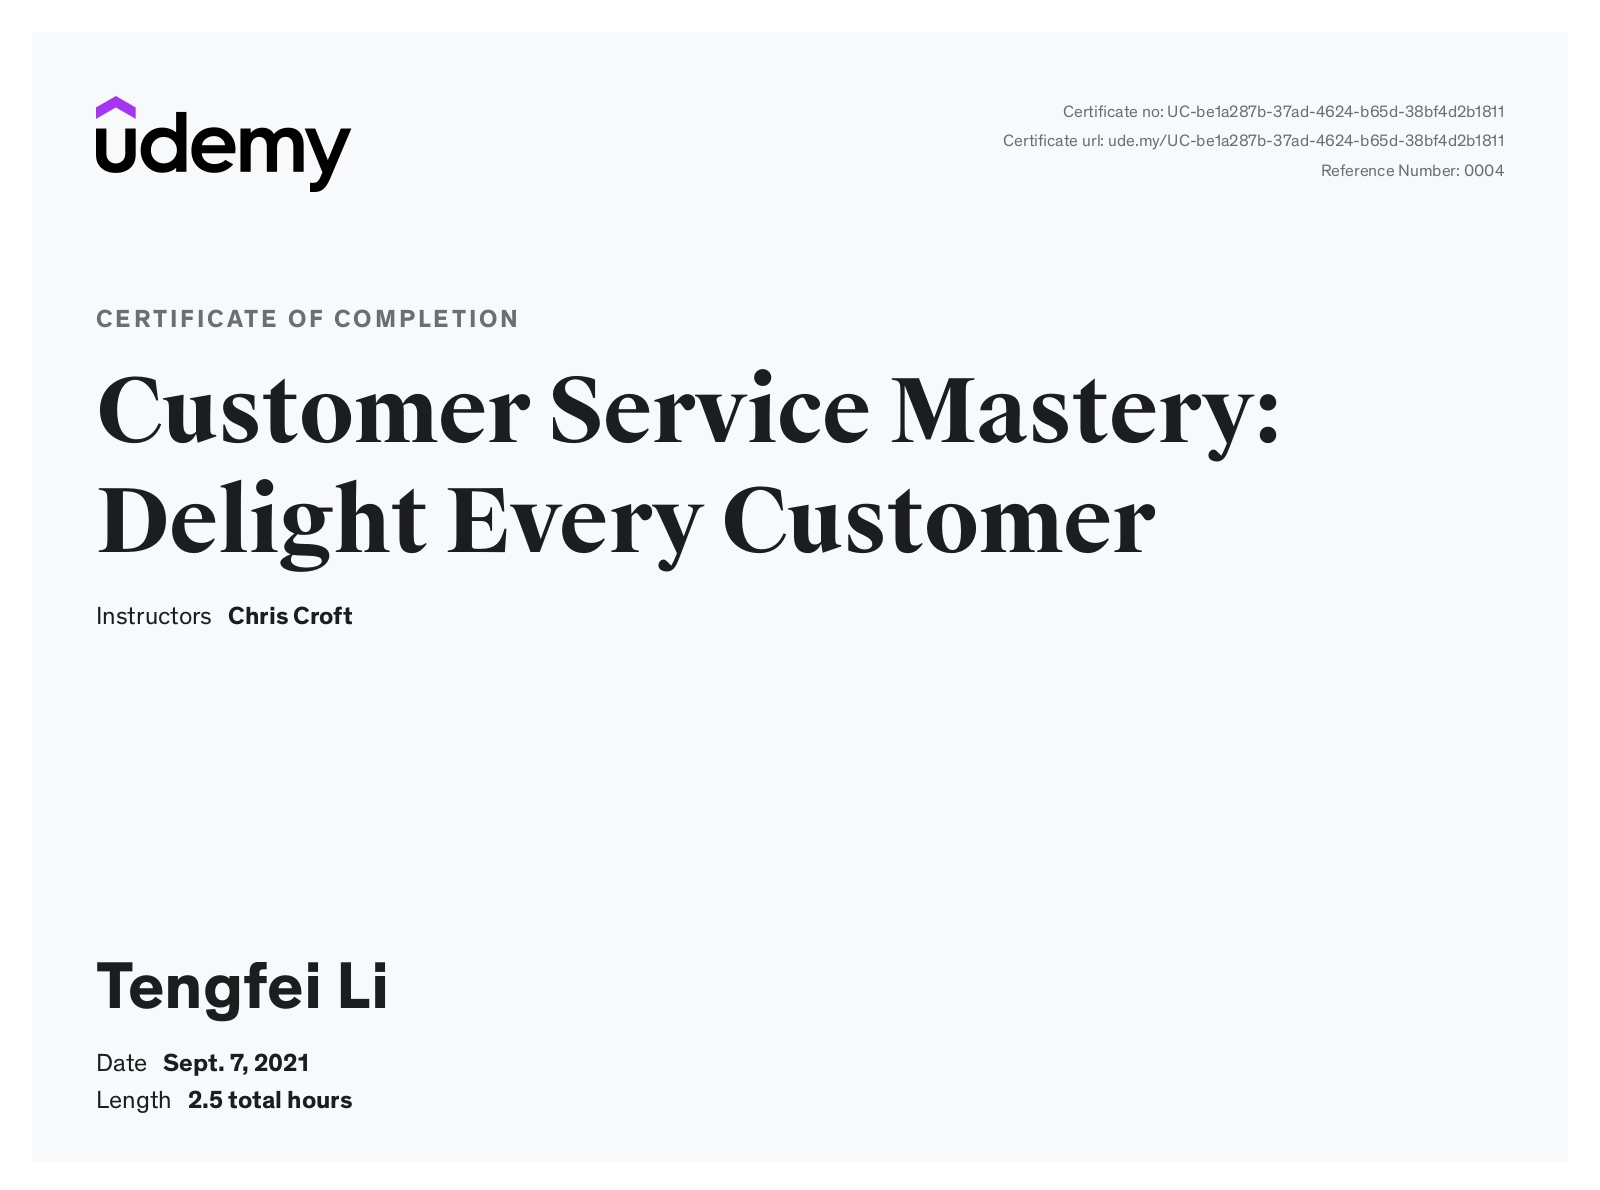 udemy
Certificate no: UC-be1a287b-37ad-4624-b65d-38bf4d2b1811
Certificate url: ude.my/UC-be1a287b-37ad-4624-b65d-38bf4d2b1811
Reference Number: 0004
CERTIFICATE OF COMPLETION
Customer Service Mastery:
Delight Every Customer
Instructors Chris Croft
Tengfei Li
Date Sept. 7, 2021
Length 2.5 total hours